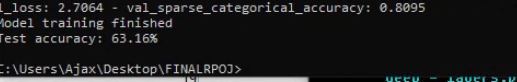 l_loss: 2.7064 - val_sparse_categorical_accuracy: 0.8095
Model training finished
Test accuracy: 63.16%
C:\Users\Ajax\Desktop\FINALRPOJ>